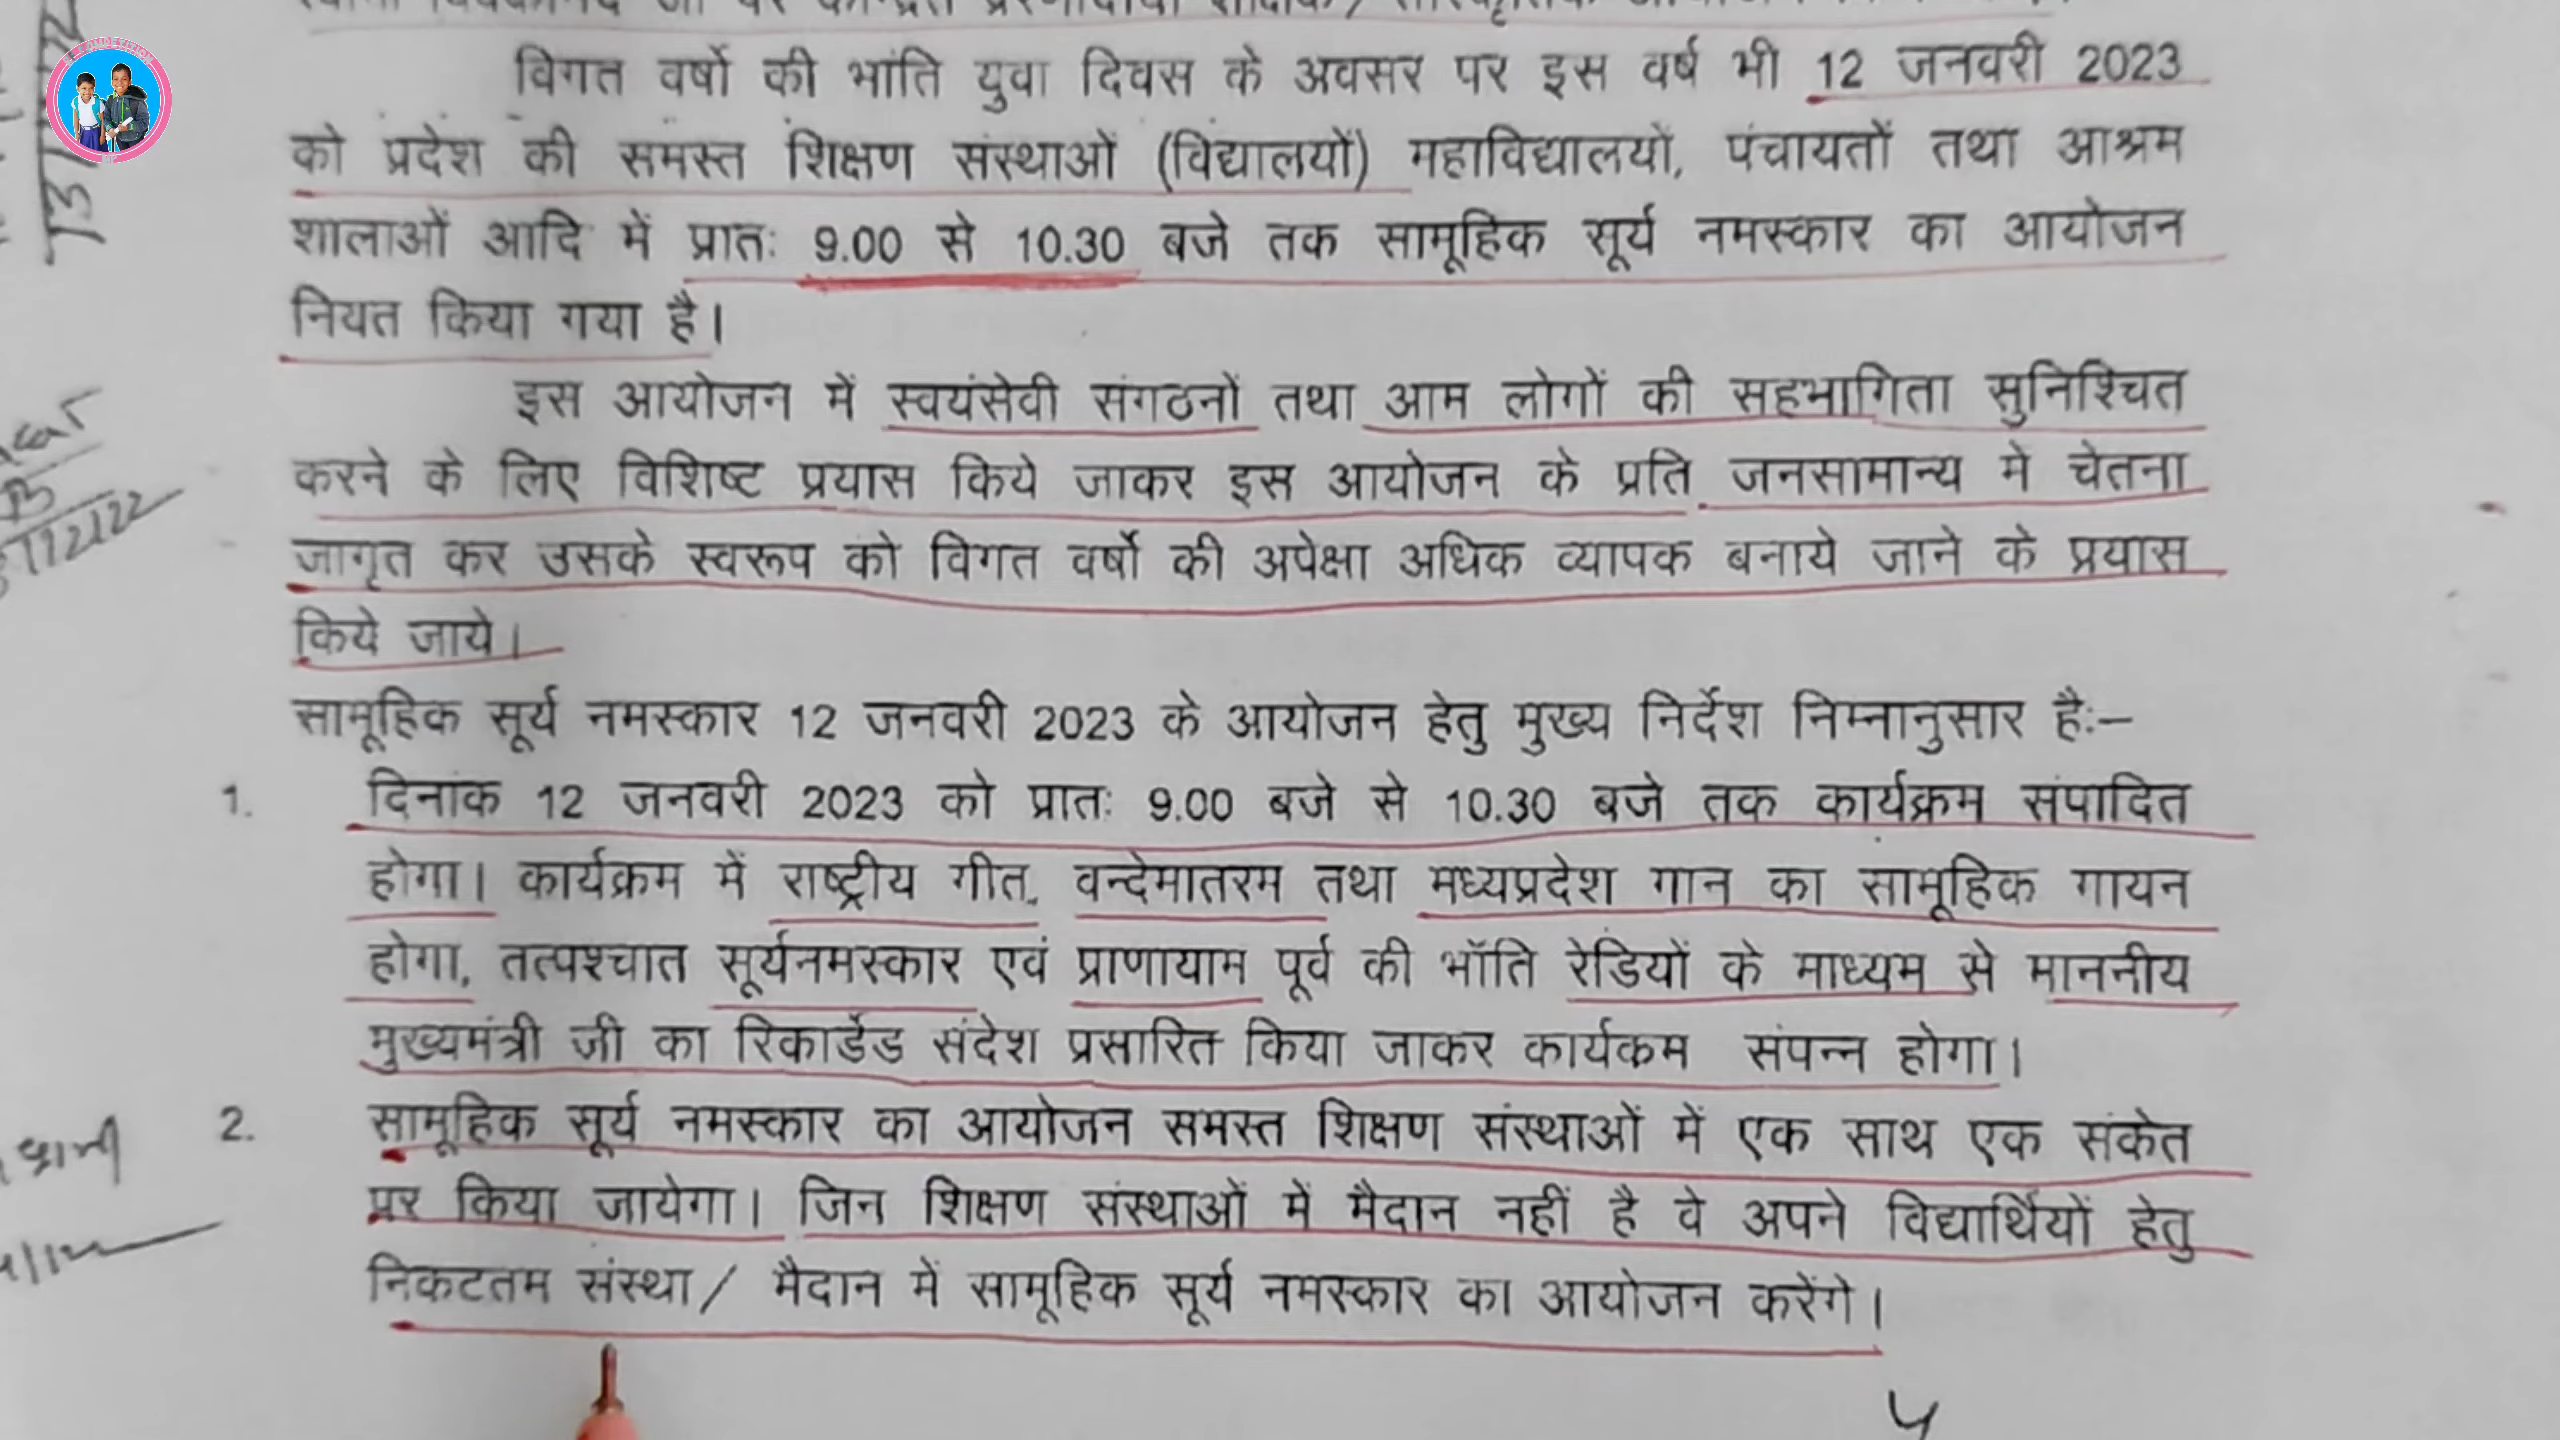 विगत वर्षो की भांति युवा दिवस के अवसर पर इस वर्ष भी 12 जनवरी 2023
को प्रदेश की समस्त शिक्षण संस्थाओं (विद्यालयों) महाविद्यालयों, पंचायतों तथा आश्रम
शालाओं आदि में प्रातः 9.00 से 10.30 बजे तक सामूहिक सूर्य नमस्कार का आयोजन
नियत किया गया है।
इस आयोजन में स्वयंसेवी संगठनों तथा आम लोगों की सहभागिता सुनिश्चित
करने के लिए विशिष्ट प्रयास किये जाकर इस आयोजन के प्रति जनसामान्य मे चेतना
जागृत कर उसके स्वरूप को विगत वर्षो की अपेक्षा अधिक व्यापक बनाये जाने के प्रयास
किये जाये।
सामूहिक सूर्य नमस्कार 12 जनवरी 2023 के आयोजन हेतु मुख्य निर्देश निम्नानुसार है:–
1. दिनांक 12 जनवरी 2023 को प्रातः 9.00 बजे से 10.30 बजे तक कार्यक्रम संपादित
होगा। कार्यक्रम में राष्ट्रीय गीत, वन्देमातरम तथा मध्यप्रदेश गान का सामूहिक गायन
होगा, तत्पश्चात सूर्यनमस्कार एवं प्राणायाम पूर्व की भॉति रेडियों के माध्यम से माननीय
मुख्यमंत्री जी का रिकार्डेड संदेश प्रसारित किया जाकर कार्यकम संपन्न होगा।
2. सामूहिक सूर्य नमस्कार का आयोजन समस्त शिक्षण संस्थाओं में एक साथ एक संकेत
पर किया जायेगा। जिन शिक्षण संस्थाओं में मैदान नहीं है वे अपने विद्यार्थियों हेतु
निकटतम संस्था/ मैदान में सामूहिक सूर्य नमस्कार का आयोजन करेंगे।